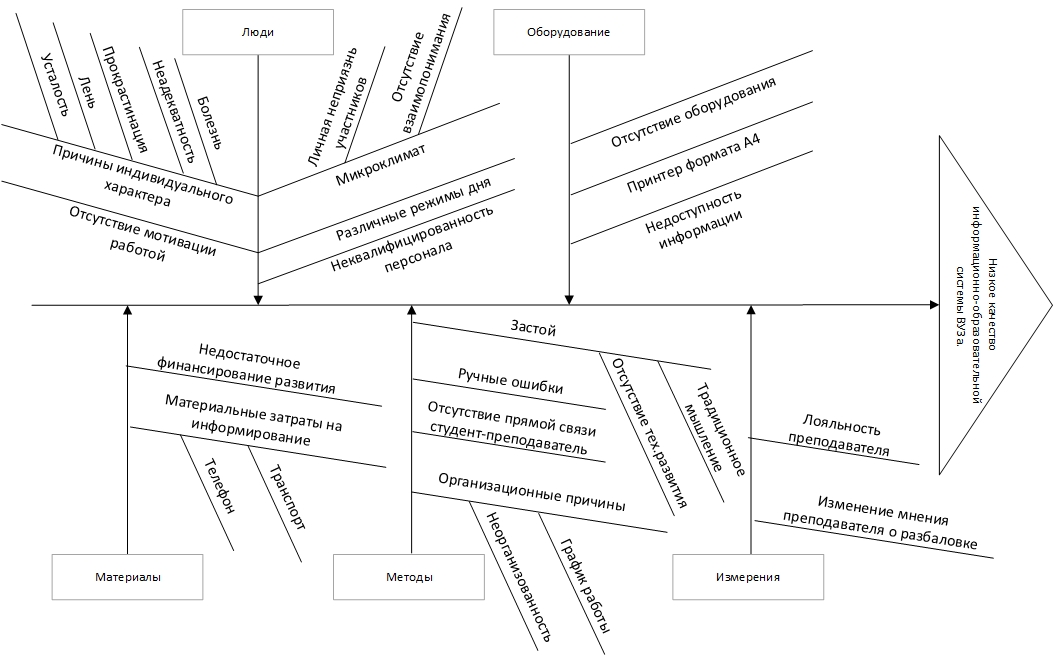 Люди
Усталость
Лень
Прокрастинация
Неадекватность
Болезнь
Причины индивидуального
характера
Отсутствие мотивации
работой
Личная неприязнь
участников
Отсутствие
взаимопонимания
Микроклимат
Различные режимы дня
Неквалифицированность
персонала
Оборудование
Отсутствие оборудования
Принтер формата А4
Недоступность
информации
Низкое качество
информационно-образовательной
системы ВУЗа.
Недостаточное
финансирование развития
Материальные затраты на
информирование
Телефон
Транспорт
Материалы
Застой
Отсутствие тех.развития
Традиционное
мышление
Ручные ошибки
Отсутствие прямой связи
студент-преподаватель
Организационные причины
Неорганизованность
График работы
Методы
Лояльность
преподавателя
Изменение мнения
преподавателя о разбаловке
Измерения